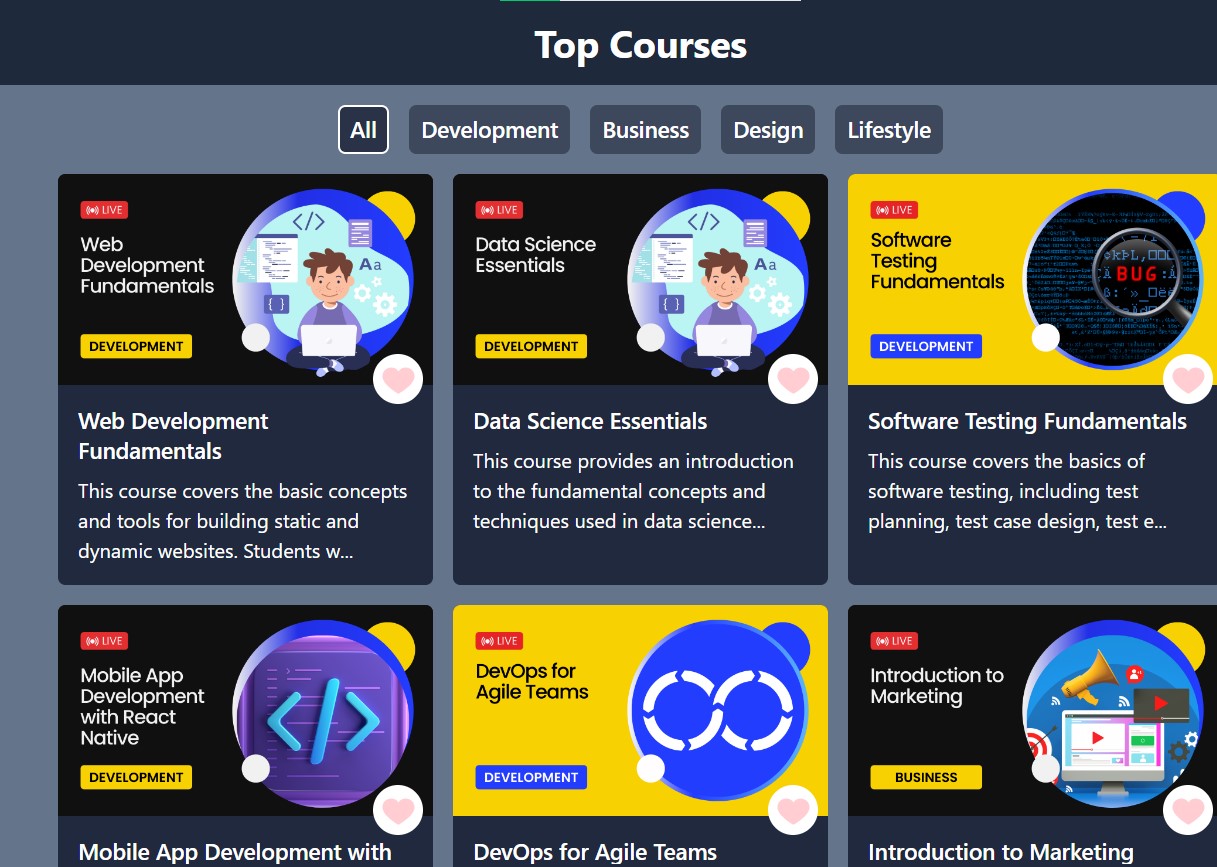 Top Courses
All Development Business Design Lifestyle
LIVE
Web
Development
Fundamentals
DEVELOPMENT
</>
Aa
{ }
Web Development
Fundamentals
This course covers the basic concepts
and tools for building static and
dynamic websites. Students w...
LIVE
Data Science
Essentials
DEVELOPMENT
</>
Aa
{ }
Data Science Essentials
This course provides an introduction
to the fundamental concepts and
techniques used in data science...
LIVE
Software
Testing
Fundamentals
DEVELOPMENT
BUG
Software Testing Fundamentals
This course covers the basics of
software testing, including test
planning, test case design, test e...
LIVE
Mobile App
Development
with React
Native
DEVELOPMENT
</>
Mobile App Development with
LIVE
DevOps for
Agile Teams
DEVELOPMENT
DevOps for Agile Teams
LIVE
Introduction to
Marketing
BUSINESS
Introduction to Marketing